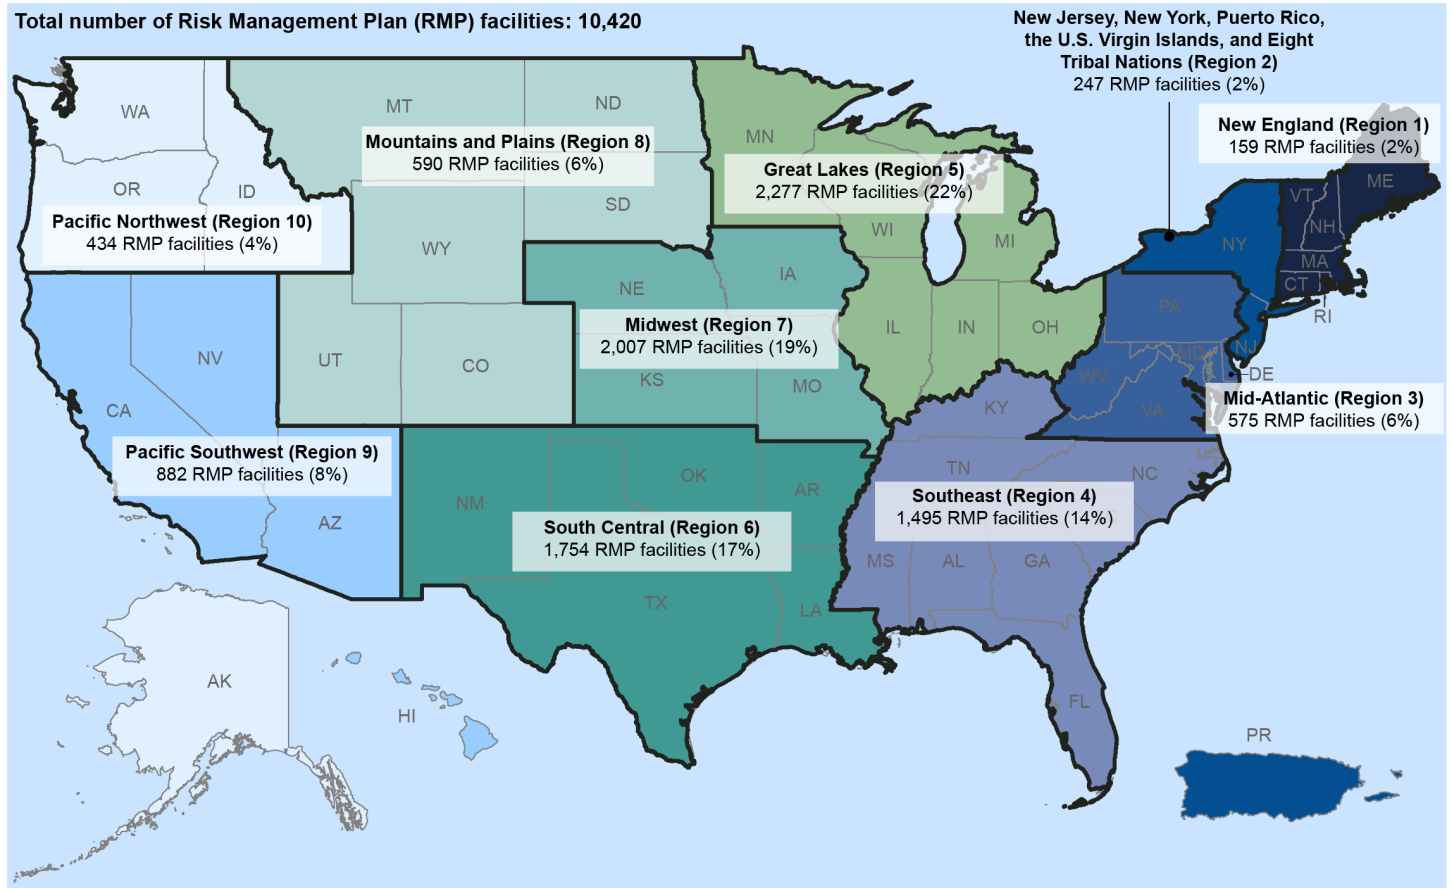 Total number of Risk Management Plan (RMP) facilities: 10,420
New Jersey, New York, Puerto Rico,
the U.S. Virgin Islands, and Eight
Tribal Nations (Region 2)
247 RMP facilities (2%)
New England (Region 1)
159 RMP facilities (2%)
WA
MT
ND
MN
Mountains and Plains (Region 8)
590 RMP facilities (6%)
Great Lakes (Region 5)
2,277 RMP facilities (22%)
OR
ID
SD
WI
MI
VT
ME
NH
NY
Pacific Northwest (Region 10)
434 RMP facilities (4%)
WY
MA
CT
RI
NE
IA
PA
Midwest (Region 7)
2,007 RMP facilities (19%)
IL
IN
OH
NV
UT
CO
KS
MO
NJ
MD
DE
WV
VA
Mid-Atlantic (Region 3)
575 RMP facilities (6%)
CA
KY
Pacific Southwest (Region 9)
882 RMP facilities (8%)
AZ
NM
OK
AR
TN
NC
Southeast (Region 4)
1,495 RMP facilities (14%)
South Central (Region 6)
1,754 RMP facilities (17%)
MS
AL
GA
TX
LA
AK
HI
FL
PR